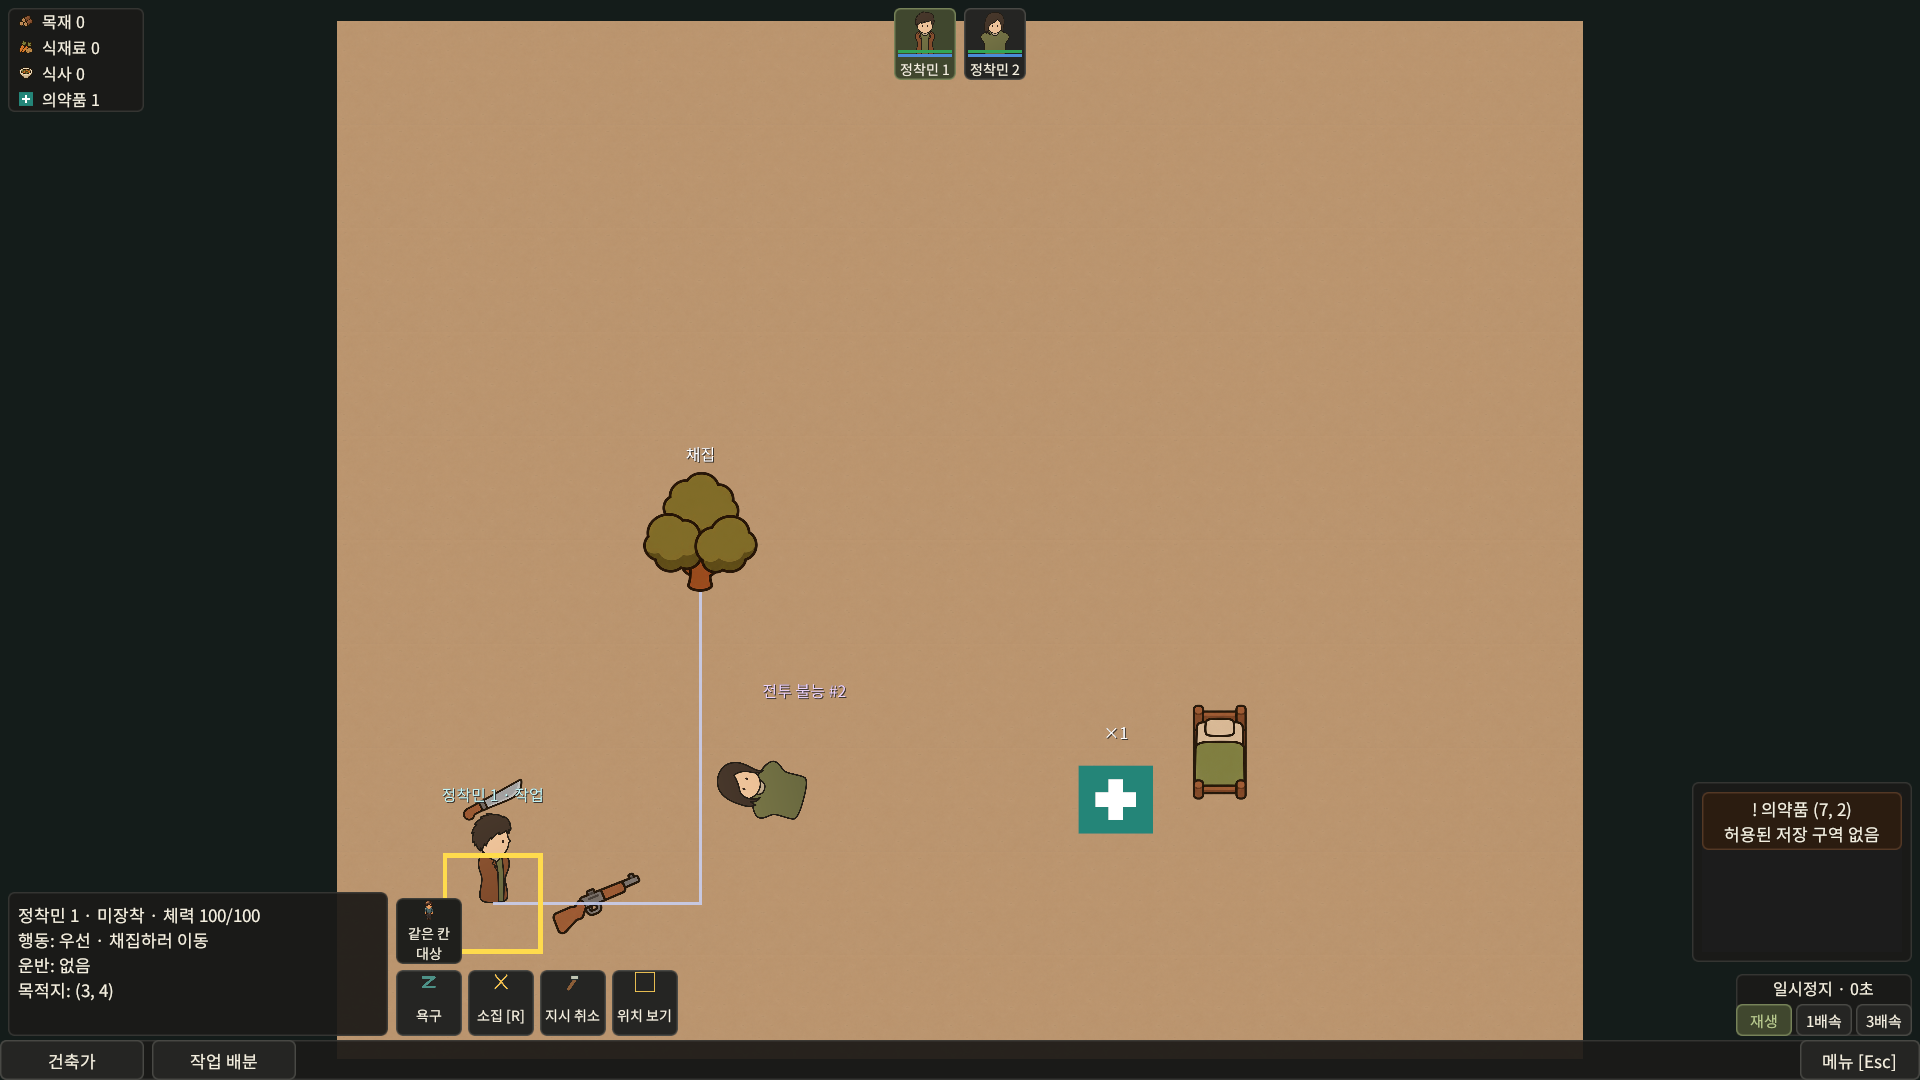 목재 0
식재료 0
식사 0
의약품 1
정착민 1
정착민 2
채집
전투 불능 #2
×1
정착민 1 · 작업
! 의약품 (7, 2)
허용된 저장 구역 없음
정착민 1 · 미장착 · 체력 100/100
행동: 우선 · 채집하러 이동
운반: 없음
목적지: (3, 4)
같은 칸
대상
욕구
소집 [R]
지시 취소
위치 보기
일시정지 · 0초
재생
1배속
3배속
건축가
작업 배분
메뉴 [Esc]